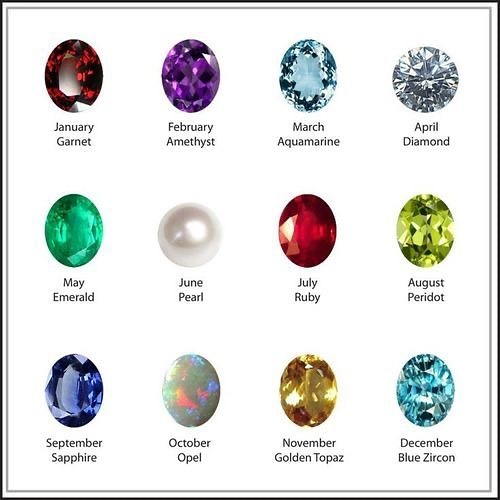 January
Garnet
February
Amethyst
March
Aquamarine
April
Diamond
May
Emerald
June
Pearl
July
Ruby
August
Peridot
September
Sapphire
October
Opel
November
Golden Topaz
December
Blue Zircon